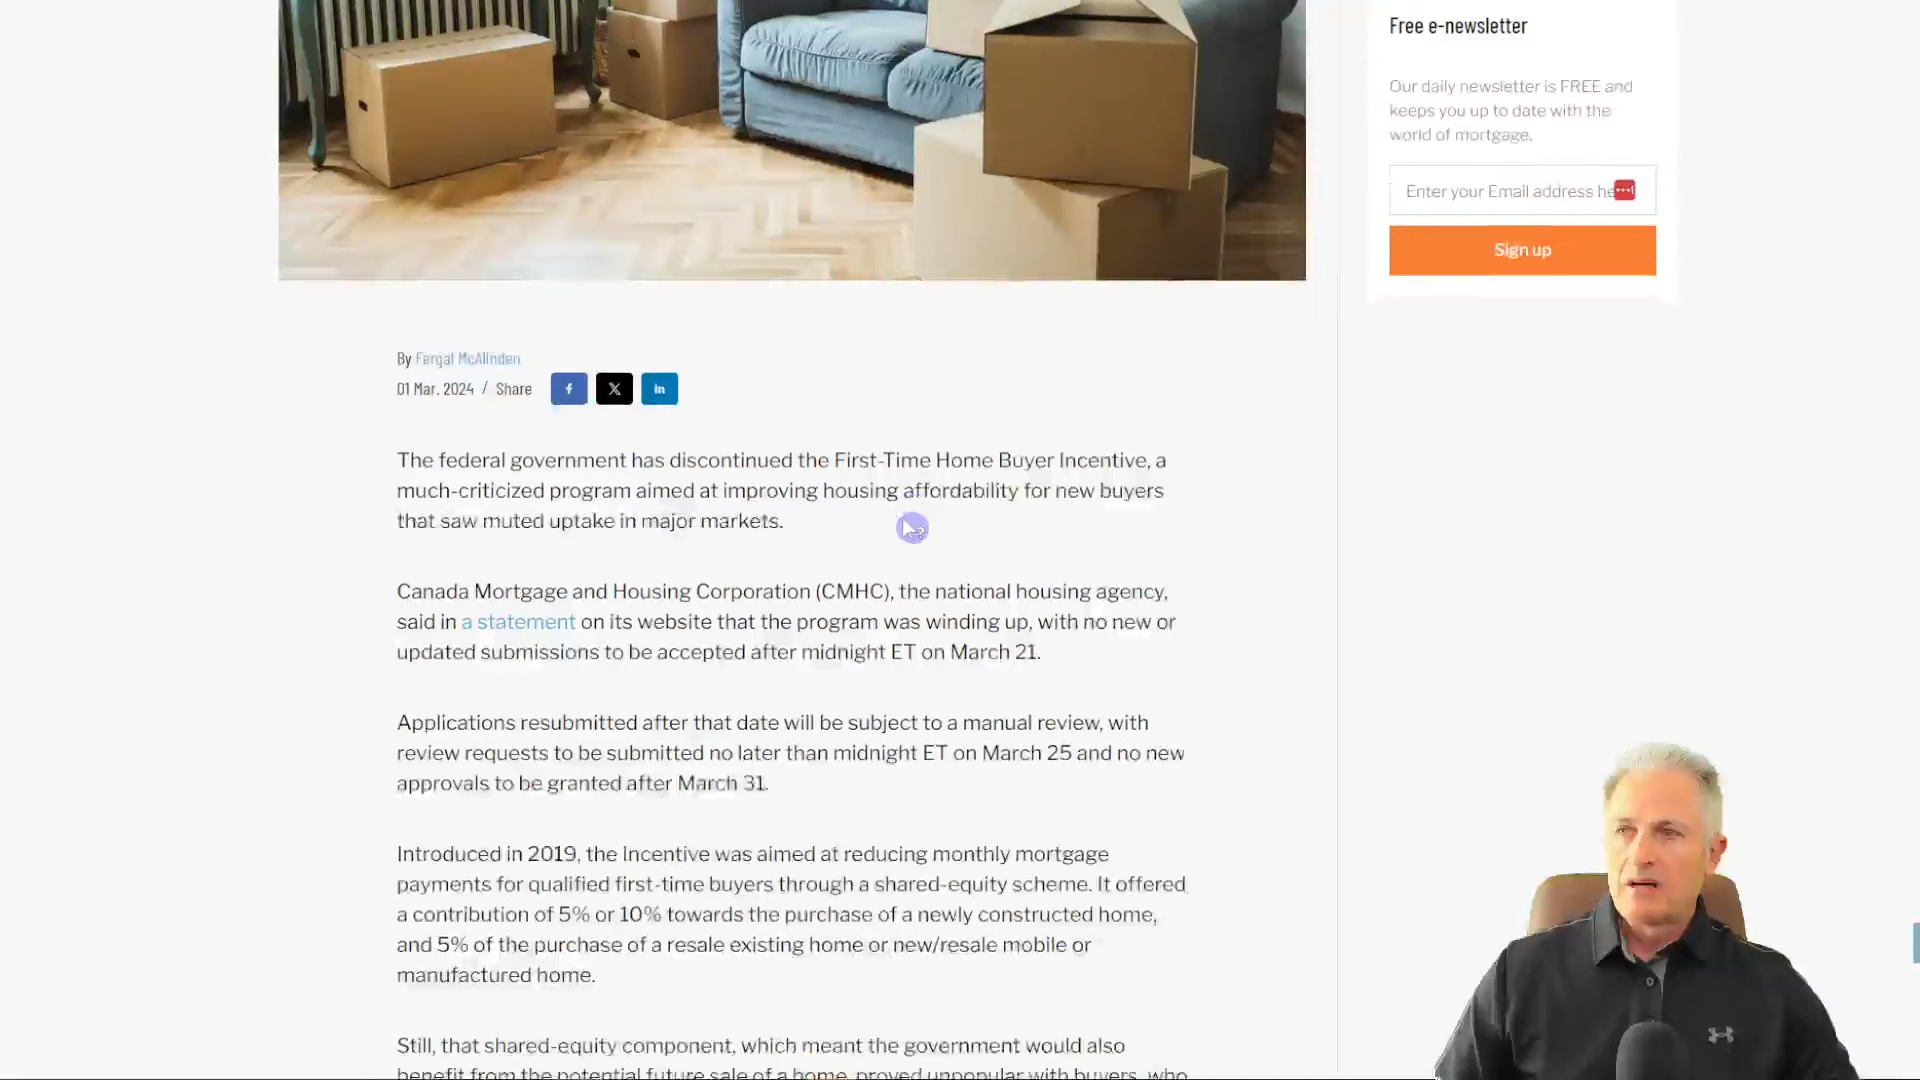 Free e-newsletter
Our daily newsletter is FREE and
keeps you up to date with the
world of mortgage.
Enter your Email address he
Sign up
By Fergal McAlinden
01 Mar. 2024 / Share
The federal government has discontinued the First-Time Home Buyer Incentive, a
much-criticized program aimed at improving housing affordability for new buyers
that saw muted uptake in major markets.
Canada Mortgage and Housing Corporation (CMHC), the national housing agency,
said in a statement on its website that the program was winding up, with no new or
updated submissions to be accepted after midnight ET on March 21.
Applications resubmitted after that date will be subject to a manual review, with
review requests to be submitted no later than midnight ET on March 25 and no new
approvals to be granted after March 31.
Introduced in 2019, the Incentive was aimed at reducing monthly mortgage
payments for qualified first-time buyers through a shared-equity scheme. It offered
a contribution of 5% or 10% towards the purchase of a newly constructed home,
and 5% of the purchase of a resale existing home or new/resale mobile or
manufactured home.
Still, that shared-equity component, which meant the government would also
benefit from the potential future sale of a home, proved unpopular with buyers, who